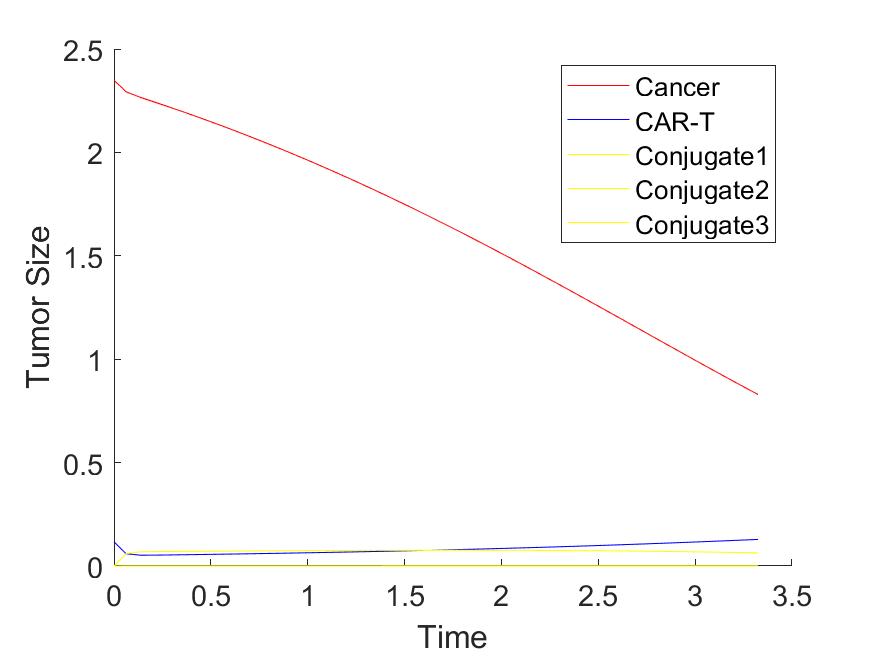 2.5
2
1.5
1
0.5
0
0 0.5 1 1.5 2 2.5 3 3.5
Tumor Size
Time
Cancer
CAR-T
Conjugate1
Conjugate2
Conjugate3